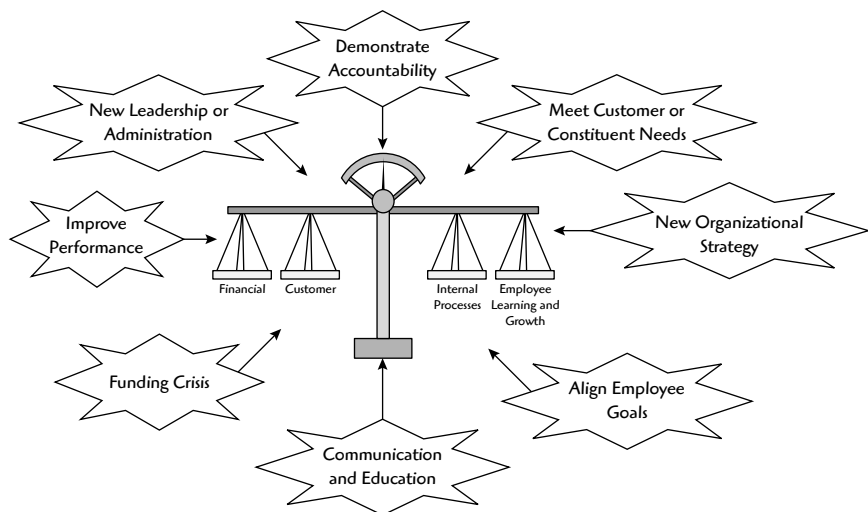 Demonstrate
Accountability
New Leadership or
Administration
Meet Customer or
Constituent Needs
Improve
Performance
New Organizational
Strategy
Financial
Customer
Internal
Processes
Employee
Learning and
Growth
Funding Crisis
Align Employee
Goals
Communication
and Education